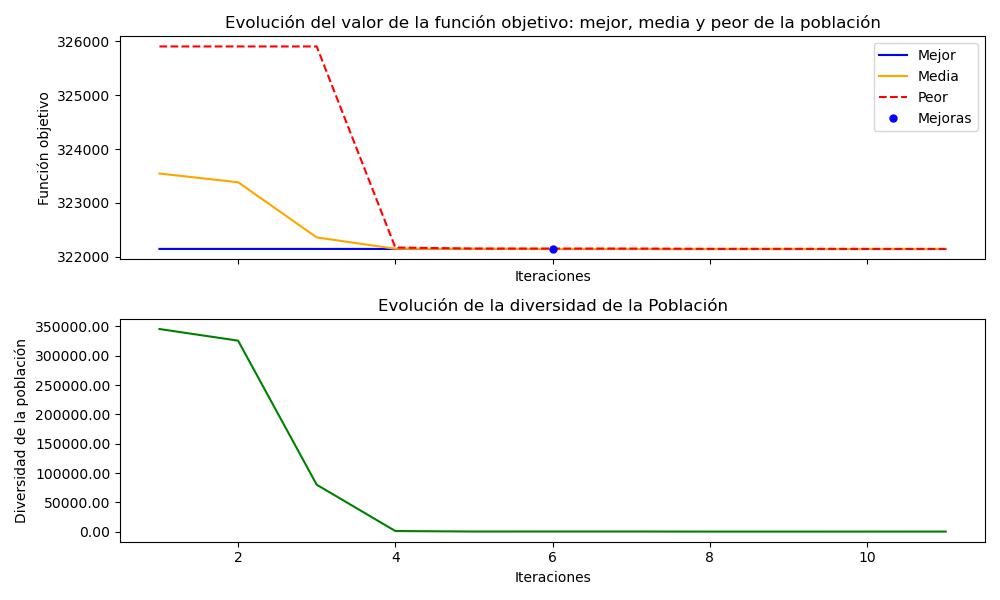 Evolución del valor de la función objetivo: mejor, media y peor de la población
326000
325000
324000
323000
322000
Función objetivo
Mejor
Media
Peor
Mejoras
Iteraciones
Evolución de la diversidad de la Población
350000.00
300000.00
250000.00
200000.00
150000.00
100000.00
50000.00
0.00
Diversidad de la población
2 4 6 8 10
Iteraciones